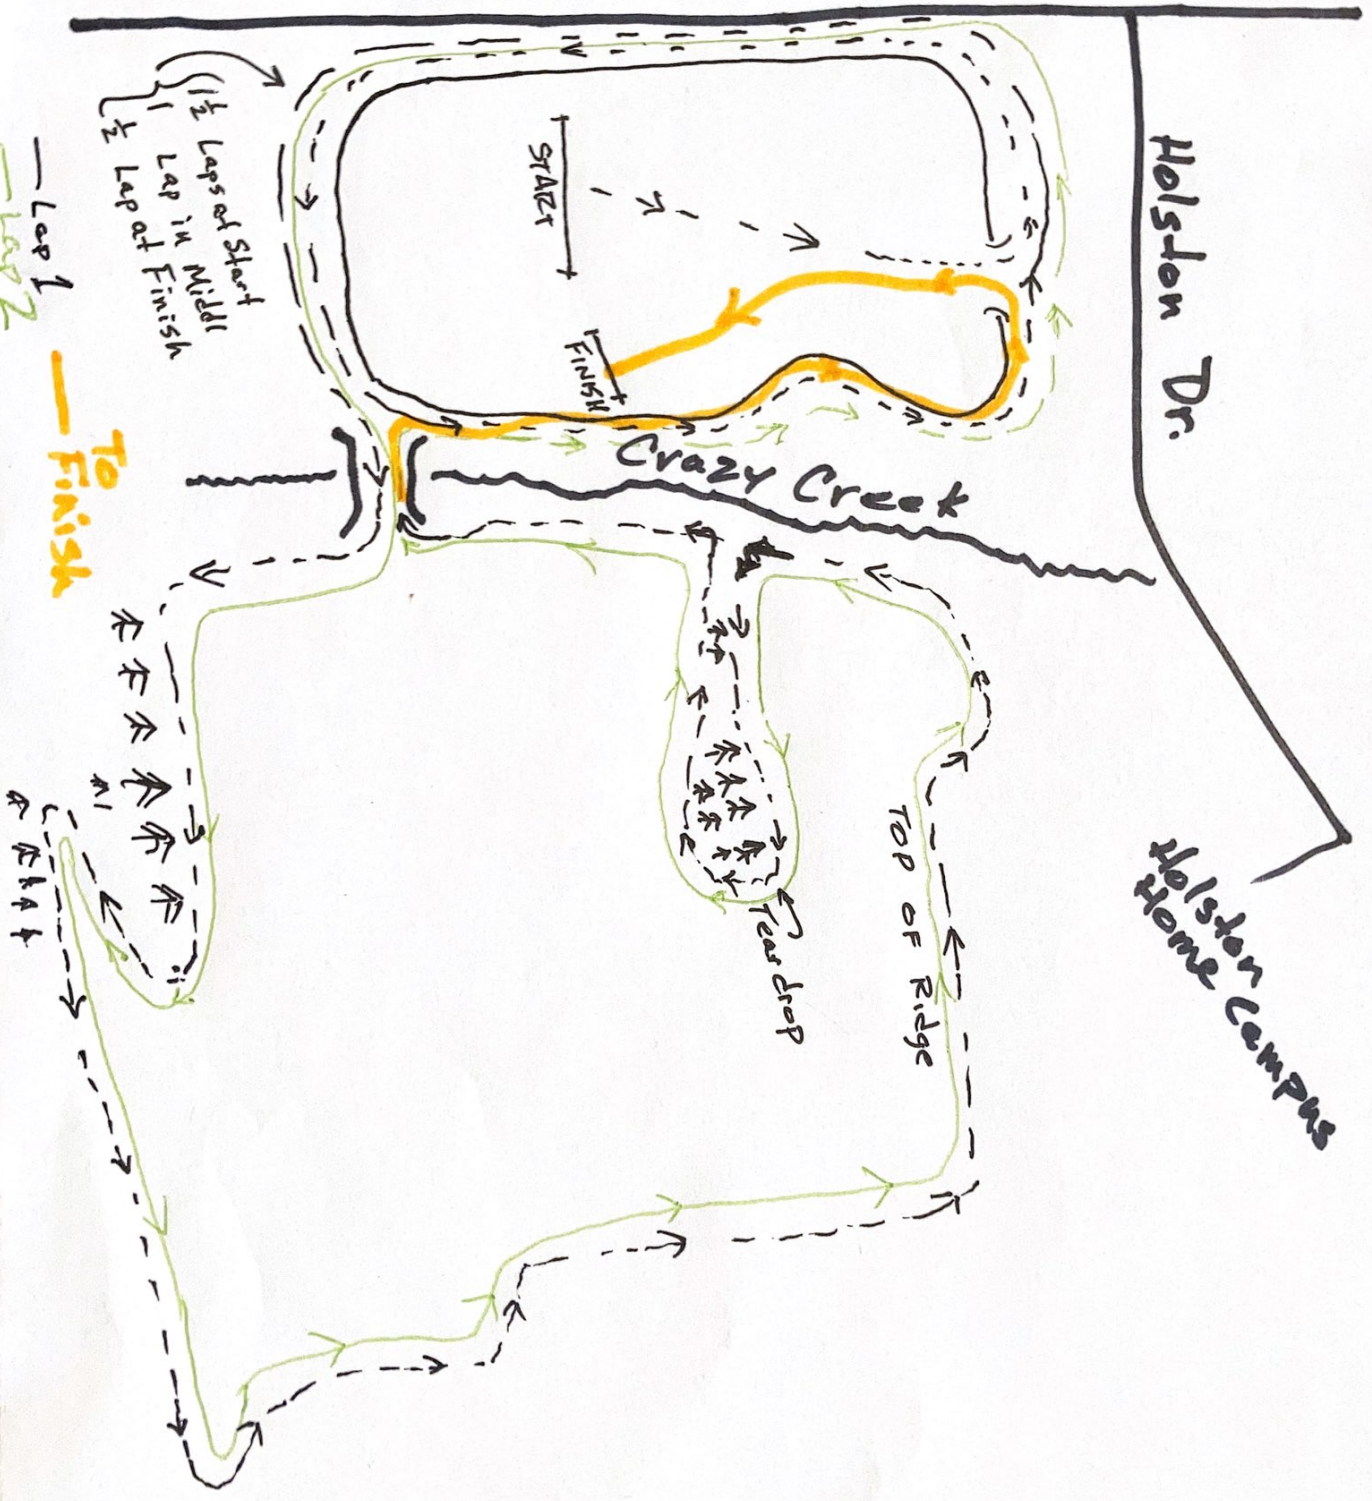 Holston Dr.
Holston
Home Campus
START
FINISH
Crazy Creek
1½ Laps at Start
1 Lap in Middl
½ Lap at Finish
Lap 1
Lap 2
To
Finish
TOP OF Ridge
Teardrop